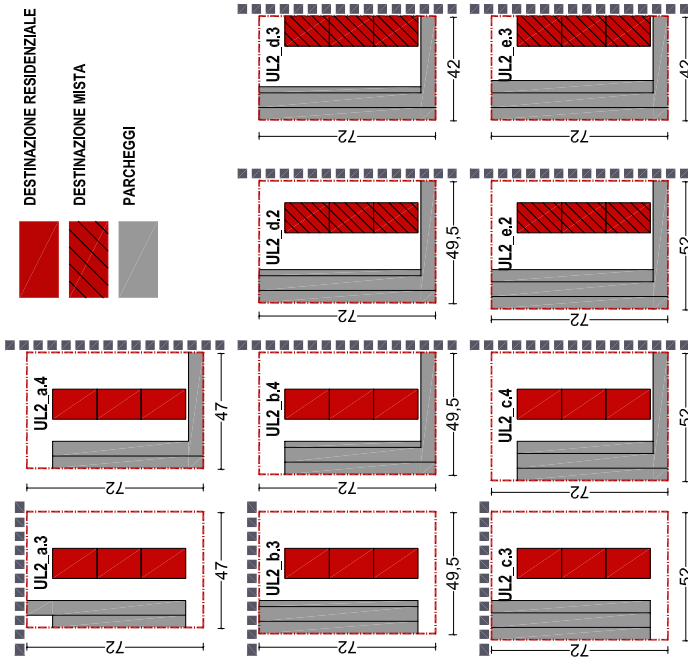 DESTINAZIONE RESIDENZIALE
DESTINAZIONE MISTA
PARCHEGGI
UL2_d.3
72
42
UL2_e.3
72
42
UL2_d.2
72
49,5
UL2_e.2
72
52
UL2_a.4
72
47
UL2_b.4
72
49,5
UL2_c.4
72
52
UL2_a.3
72
47
UL2_b.3
72
49,5
UL2_c.3
72
52